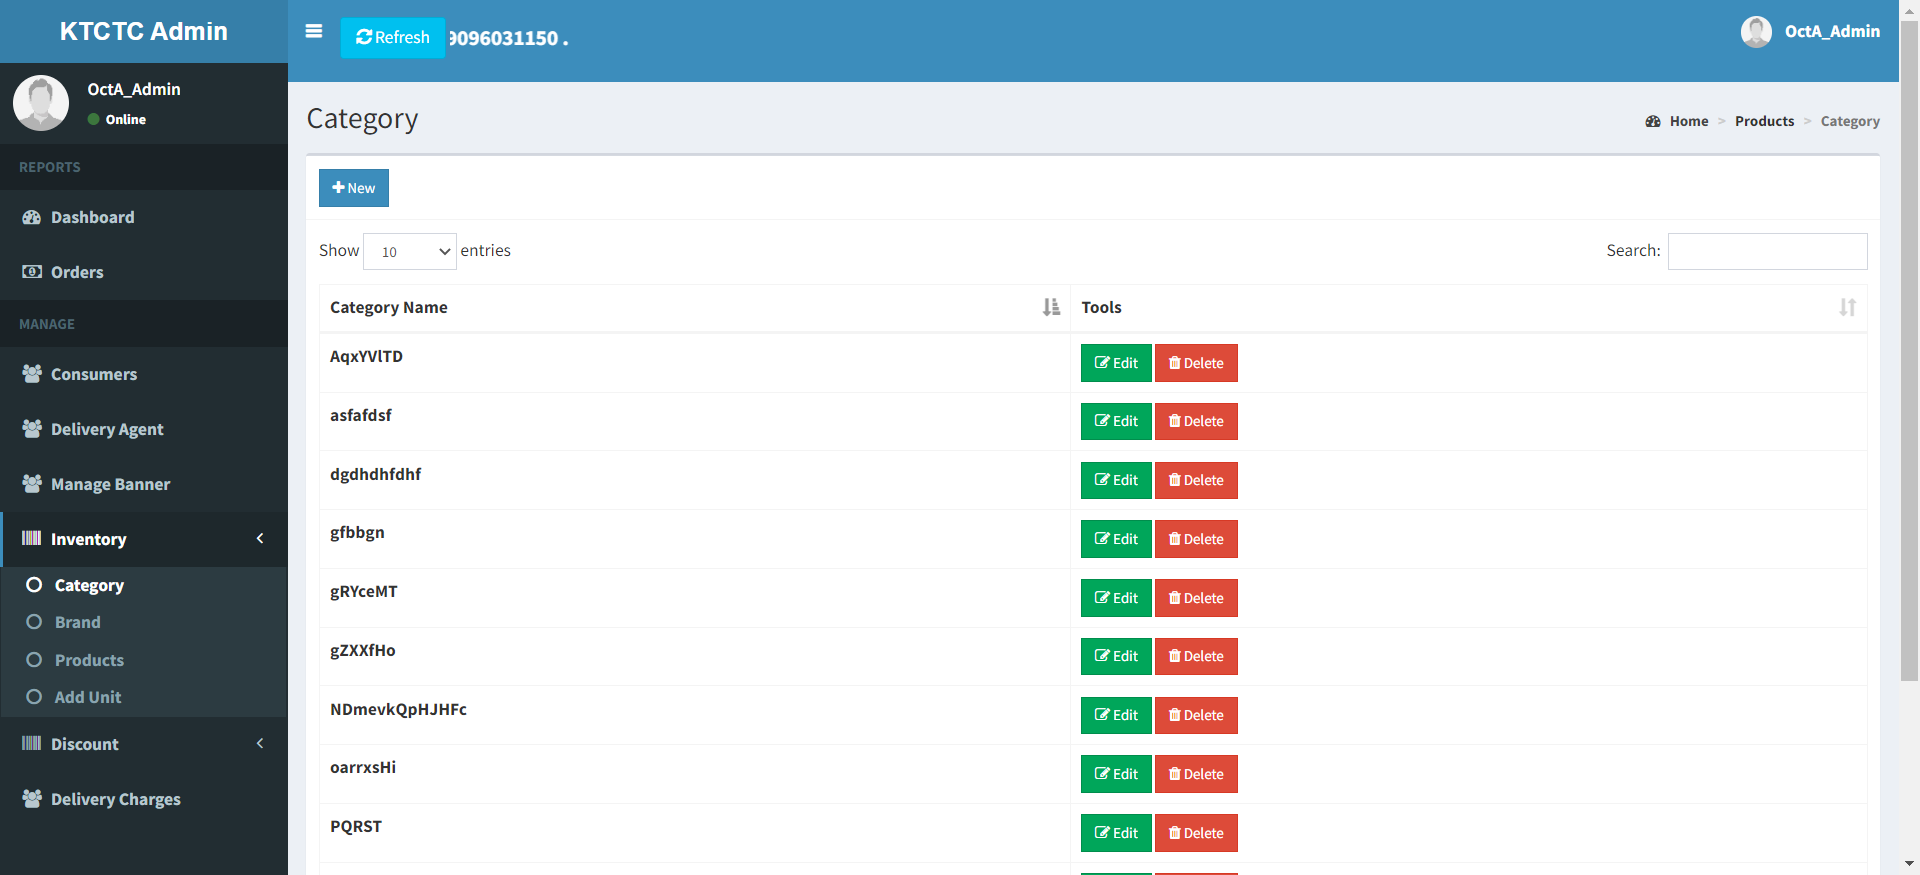 KTCTC Admin
Refresh
9096031150 .
OctA_Admin
OctA_Admin
Online
REPORTS
Dashboard
Orders
MANAGE
Consumers
Delivery Agent
Manage Banner
Inventory
Category
Brand
Products
Add Unit
Discount
Delivery Charges
Category
Home > Products > Category
New
Show 10 entries
Search:
Category Name Tools
AqxYVlTD Edit Delete
asfafdsf Edit Delete
dgdhdhfdhf Edit Delete
gfbbgn Edit Delete
gRYceMT Edit Delete
gZXXfHo Edit Delete
NDmevkQpHJHFc Edit Delete
oarrxsHi Edit Delete
PQRST Edit Delete